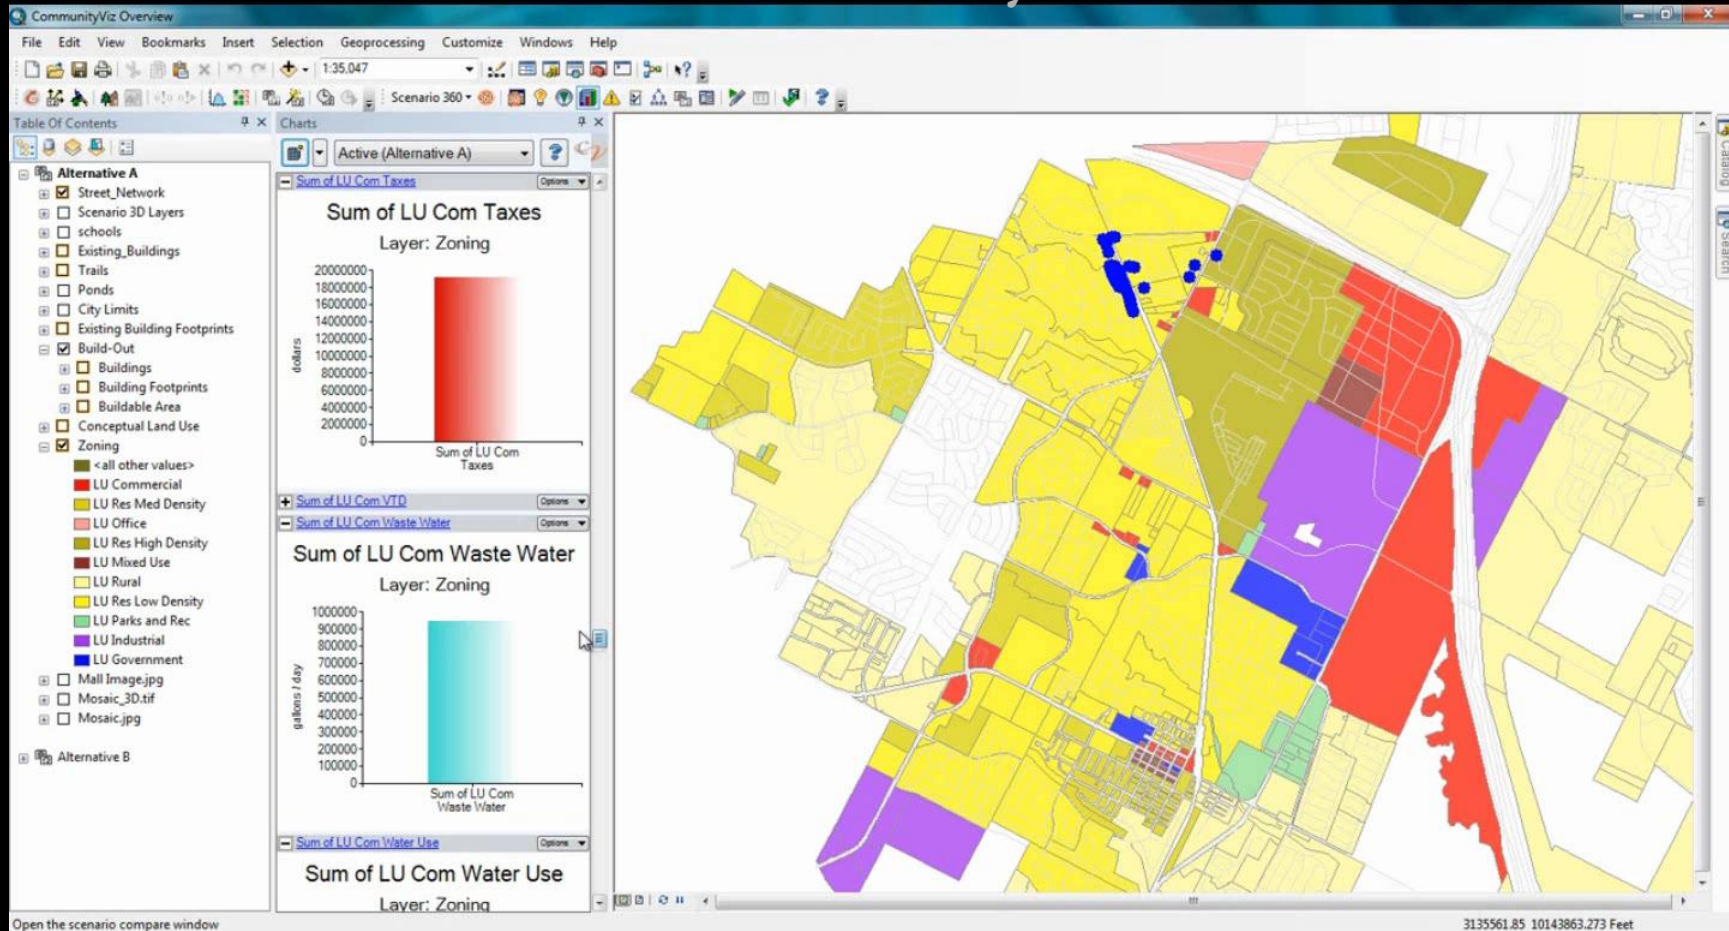 CommunityViz Overview
File Edit View Bookmarks Insert Selection Geoprocessing Customize Windows Help
1:35.047
Scenario 360
Table Of Contents
Alternative A
Street_Network
Scenario 3D Layers
schools
Existing_Buildings
Trails
Ponds
City Limits
Existing Building Footprints
Build-Out
Buildings
Building Footprints
Buildable Area
Conceptual Land Use
Zoning
<all other values>
LU Commercial
LU Res Med Density
LU Office
LU Res High Density
LU Mixed Use
LU Rural
LU Res Low Density
LU Parks and Rec
LU Industrial
LU Government
Mall Image.jpg
Mosaic_3D.tif
Mosaic.jpg
Alternative B
Charts
Active (Alternative A)
Sum of LU Com Taxes Options
Sum of LU Com Taxes
Layer: Zoning
20000000
18000000
16000000
14000000
12000000
10000000
8000000
6000000
4000000
2000000
0
dollars
Sum of LU Com
Taxes
Sum of LU Com VTD Options
Sum of LU Com Waste Water Options
Sum of LU Com Waste Water
Layer: Zoning
1000000
900000
800000
700000
600000
500000
400000
300000
200000
100000
0
gallons / day
Sum of LU Com
Waste Water
Sum of LU Com Water Use Options
Sum of LU Com Water Use
Layer: Zoning
Catalog
Search
Open the scenario compare window
3135561.85 10143863.273 Feet